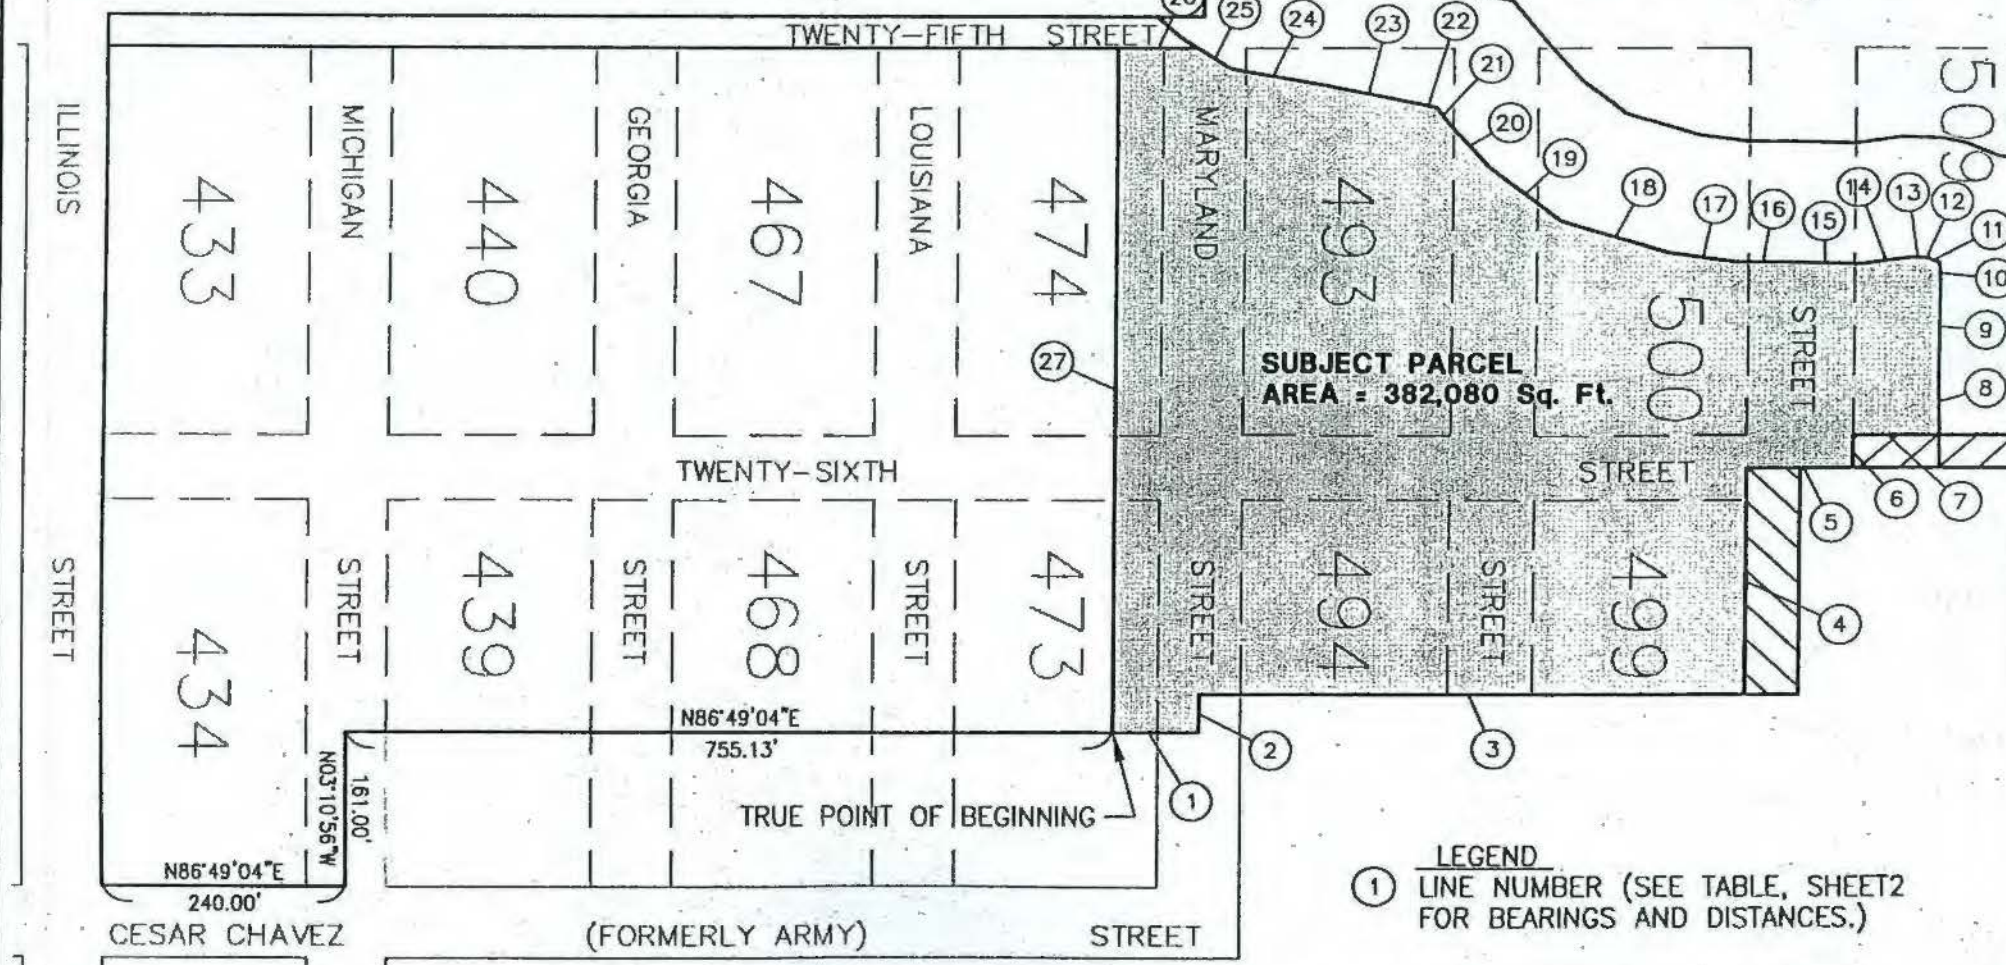 26 25 24 23 22
TWENTY-FIFTH STREET
21
20
19
18 17 16 15 14 13 12
11
10
9
8
ILLINOIS
MICHIGAN
GEORGIA
LOUISIANA
MARYLAND
STREET
433
440
467
474
493
500
509
27
SUBJECT PARCEL
AREA = 382,080 Sq. Ft.
TWENTY-SIXTH STREET
7
6
5
4
STREET
STREET
STREET
STREET
STREET
STREET
434
439
468
473
494
499
N86°49'04"E
755.13'
2
3
1
N03°10'56"W
161.00'
TRUE POINT OF BEGINNING
N86°49'04"E
240.00'
CESAR CHAVEZ (FORMERLY ARMY) STREET
LEGEND
1 LINE NUMBER (SEE TABLE, SHEET2
FOR BEARINGS AND DISTANCES.)